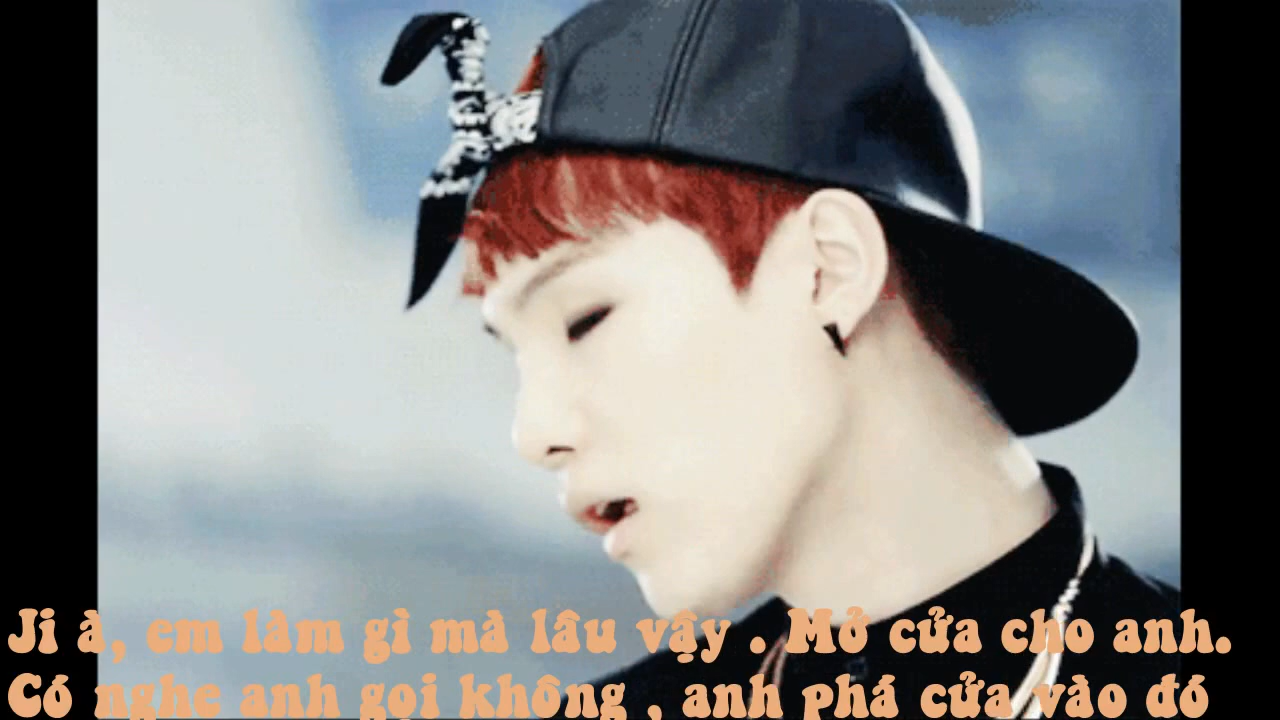 Ji à, em làm gì mà lâu vậy . Mở cửa cho anh.
Có nghe anh gọi không , anh phá cửa vào đó